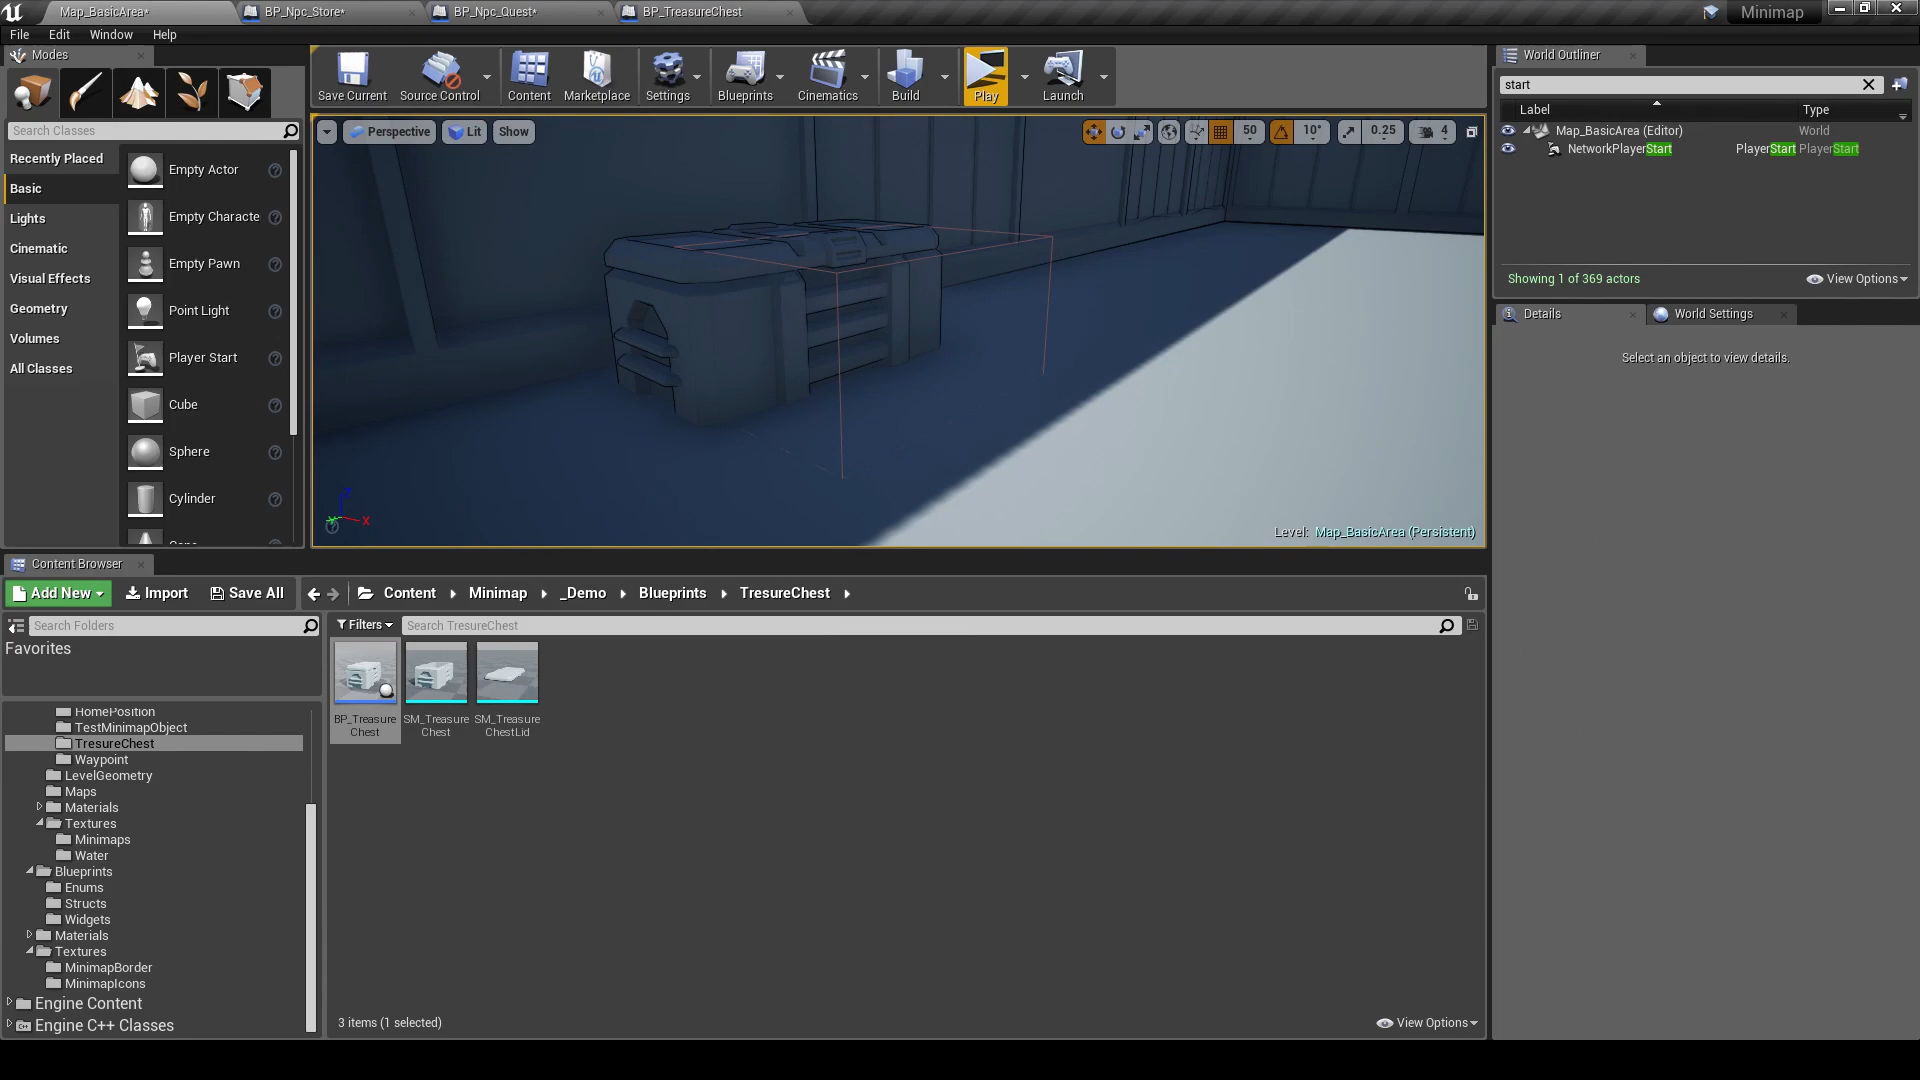 Map_BasicArea*
BP_Npc_Store*
BP_Npc_Quest*
BP_TreasureChest
Minimap
File
Edit
Window
Help
Modes
Search Classes
Recently Placed
Basic
Lights
Cinematic
Visual Effects
Geometry
Volumes
All Classes
Empty Actor
Empty Characte
Empty Pawn
Point Light
Player Start
Cube
Sphere
Cylinder
Save Current
Source Control
Content
Marketplace
Settings
Blueprints
Cinematics
Build
Play
Launch
Perspective
Lit
Show
50
10°
0.25
4
Z
X
Level: Map_BasicArea (Persistent)
World Outliner
start
Label
Type
Map_BasicArea (Editor)
World
NetworkPlayerStart
PlayerStart PlayerStart
Showing 1 of 369 actors
View Options
Details
World Settings
Select an object to view details.
Content Browser
Add New
Import
Save All
Content
Minimap
_Demo
Blueprints
TresureChest
Search Folders
Favorites
HomePosition
TestMinimapObject
TresureChest
Waypoint
LevelGeometry
Maps
Materials
Textures
Minimaps
Water
Blueprints
Enums
Structs
Widgets
Materials
Textures
MinimapBorder
MinimapIcons
Engine Content
Engine C++ Classes
Filters
Search TresureChest
BP_Treasure
Chest
SM_Treasure
Chest
SM_Treasure
ChestLid
3 items (1 selected)
View Options